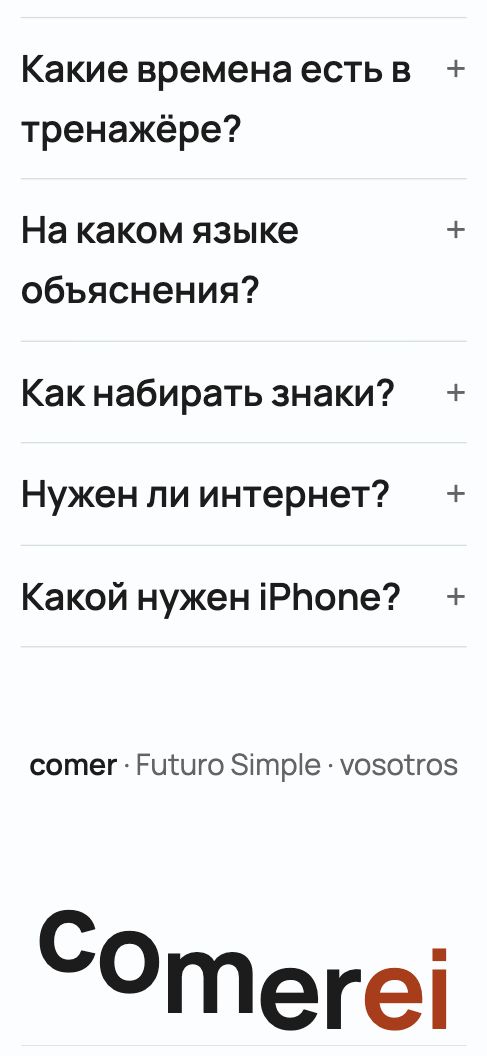 Какие времена есть в +
тренажёре?
На каком языке +
объяснения?
Как набирать знаки? +
Нужен ли интернет? +
Какой нужен iPhone? +
comer · Futuro Simple · vosotros
comerei